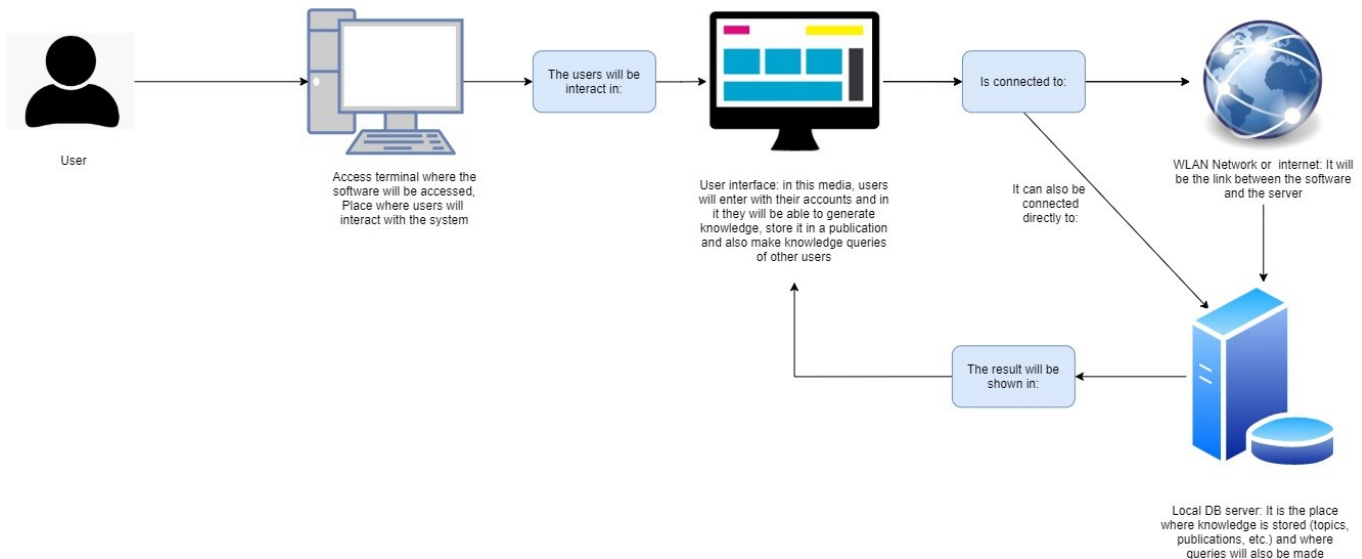 User
Access terminal where the
software will be accessed,
Place where users will
interact with the system
The users will be
interact in:
User interface: in this media, users
will enter with their accounts and in
it they will be able to generate
knowledge, store it in a publication
and also make knowledge queries
of other users
Is connected to:
WLAN Network or internet: It will
be the link between the software
and the server
It can also be
connected
directly to:
The result will be
shown in:
Local DB server: It is the place
where knowledge is stored (topics,
publications, etc.) and where
queries will also be made